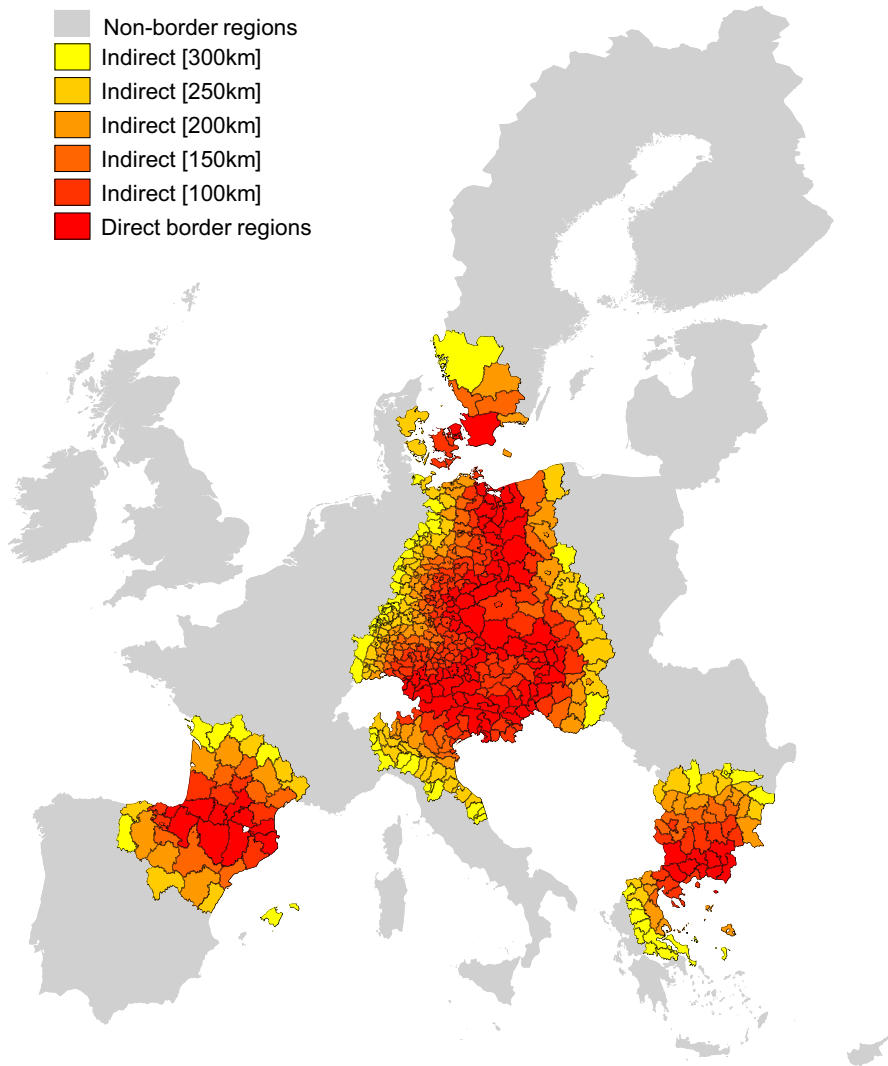 Non-border regions
Indirect [300km]
Indirect [250km]
Indirect [200km]
Indirect [150km]
Indirect [100km]
Direct border regions